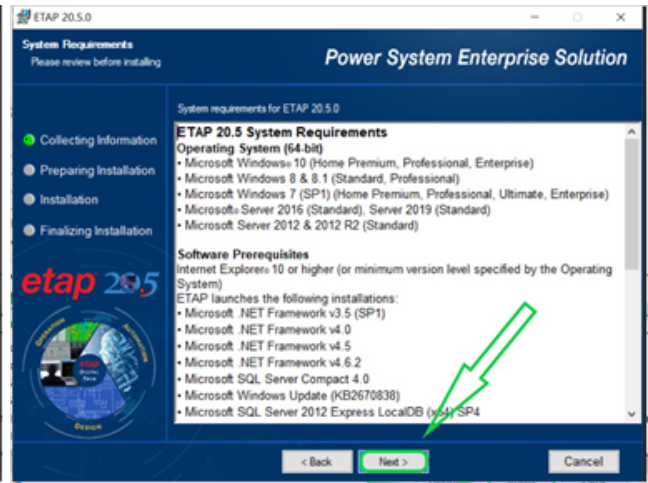 ETAP 20.5.0
System Requirements
Please review before installing
Power System Enterprise Solution
System requirements for ETAP 20.5.0
Collecting Information
Preparing Installation
Installation
Finalizing Installation
etap 20.5
OPERATION
AUTOMATION
DESIGN
etap
ETAP 20.5 System Requirements
Operating System (64-bit)
• Microsoft Windows® 10 (Home Premium, Professional, Enterprise)
• Microsoft Windows 8 & 8.1 (Standard, Professional)
• Microsoft Windows 7 (SP1) (Home Premium, Professional, Ultimate, Enterprise)
• Microsoft® Server 2016 (Standard), Server 2019 (Standard)
• Microsoft Server 2012 & 2012 R2 (Standard)
Software Prerequisites
Internet Explorer® 10 or higher (or minimum version level specified by the Operating
System)
ETAP launches the following installations:
• Microsoft .NET Framework v3.5 (SP1)
• Microsoft .NET Framework v4.0
• Microsoft .NET Framework v4.5
• Microsoft .NET Framework v4.6.2
• Microsoft SQL Server Compact 4.0
• Microsoft Windows Update (KB2670838)
• Microsoft SQL Server 2012 Express LocalDB (x64) SP4
< Back
Next >
Cancel